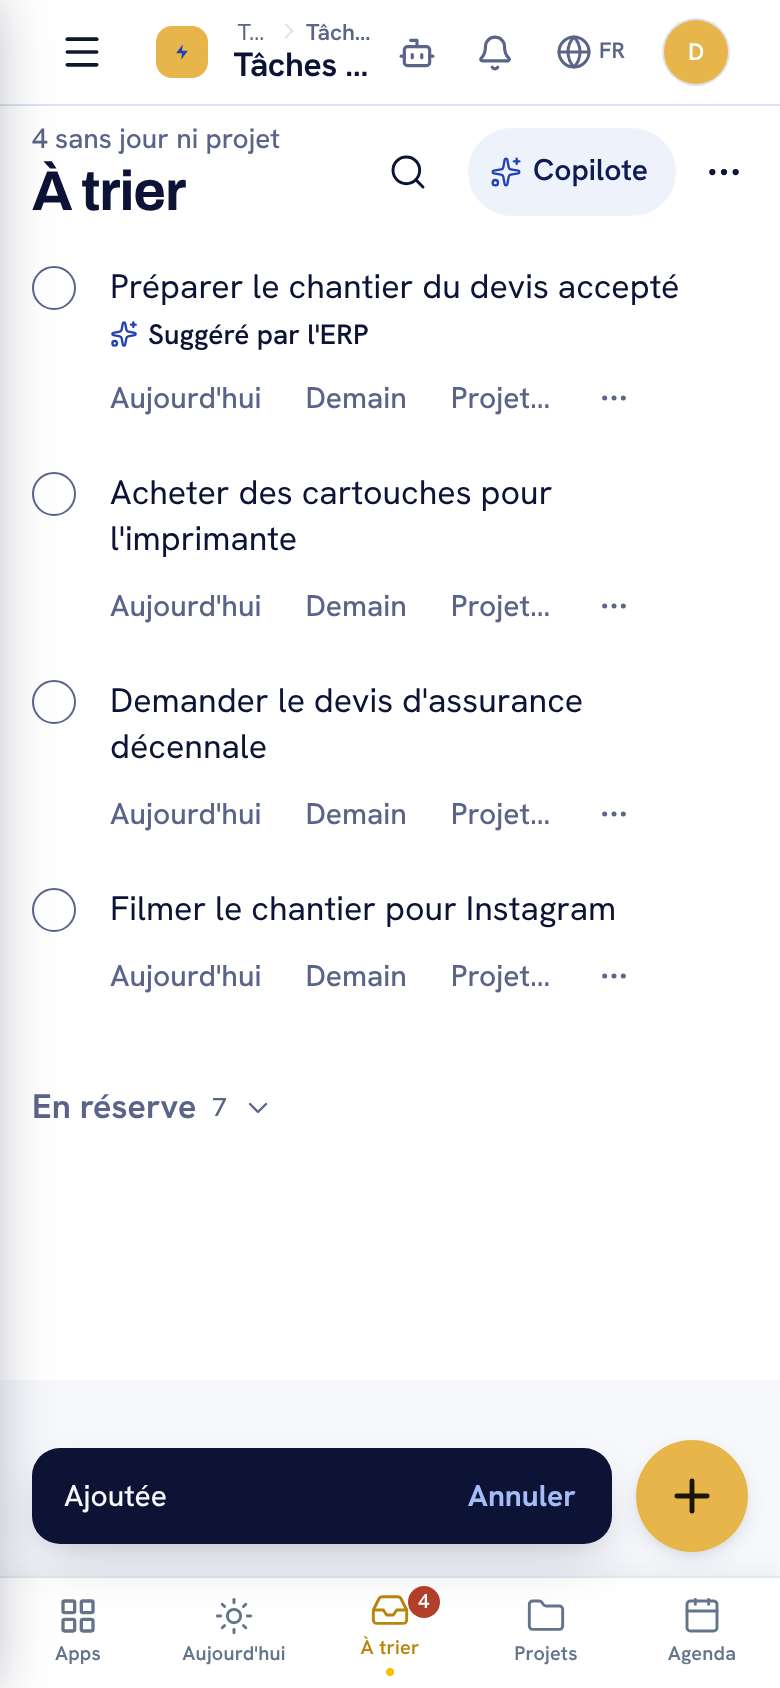 T... > Tâch...
Tâches ...
FR
D
4 sans jour ni projet
À trier
Copilote
Préparer le chantier du devis accepté
Suggéré par l'ERP
Aujourd'hui Demain Projet... ...
Acheter des cartouches pour
l'imprimante
Aujourd'hui Demain Projet... ...
Demander le devis d'assurance
décennale
Aujourd'hui Demain Projet... ...
Filmer le chantier pour Instagram
Aujourd'hui Demain Projet... ...
En réserve 7
Ajoutée Annuler
4
Apps Aujourd'hui À trier Projets Agenda